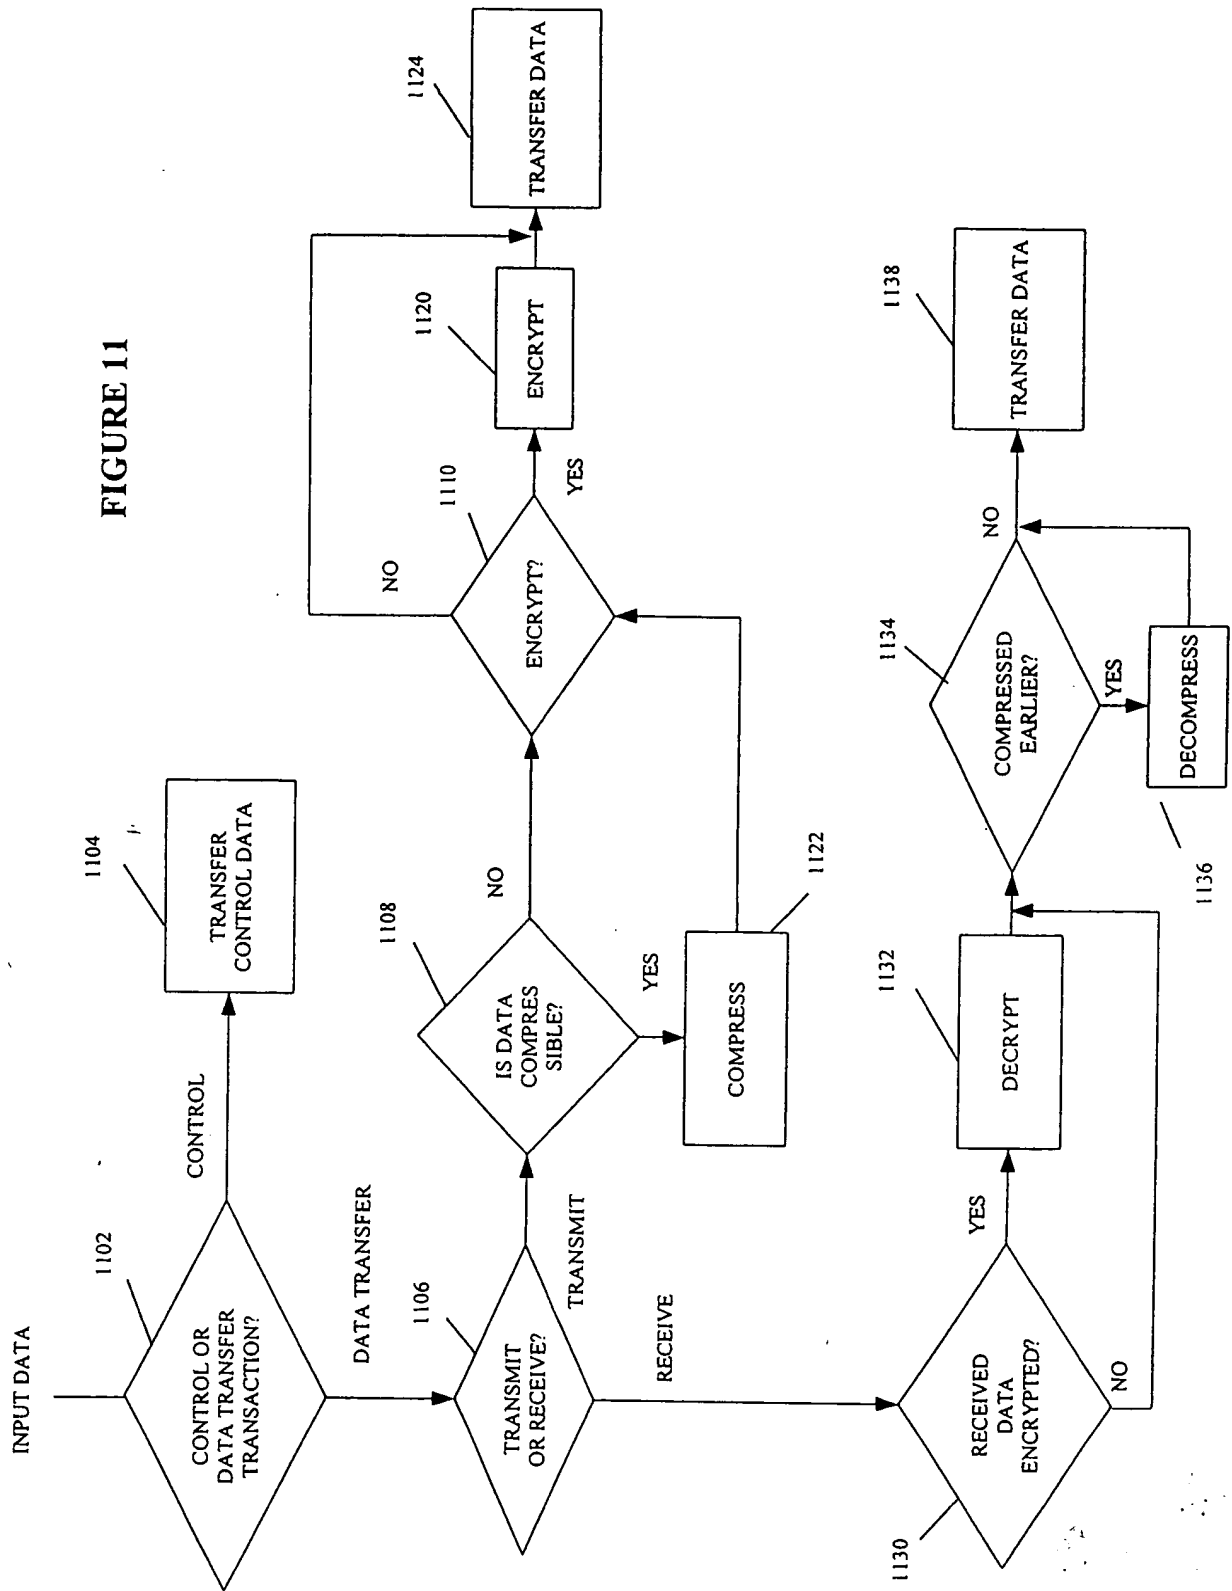 FIGURE 11
INPUT DATA
1102
CONTROL OR
DATA TRANSFER
TRANSACTION?
CONTROL
1104
TRANSFER
CONTROL DATA
DATA TRANSFER
1106
TRANSMIT
OR RECEIVE?
TRANSMIT
1108
IS DATA
COMPRES
SIBLE?
NO
YES
COMPRESS
1122
1110
ENCRYPT?
NO
YES
1120
ENCRYPT
1124
TRANSFER DATA
RECEIVE
1130
RECEIVED
DATA
ENCRYPTED?
YES
NO
1132
DECRYPT
1134
COMPRESSED
EARLIER?
NO
YES
DECOMPRESS
1136
1138
TRANSFER DATA